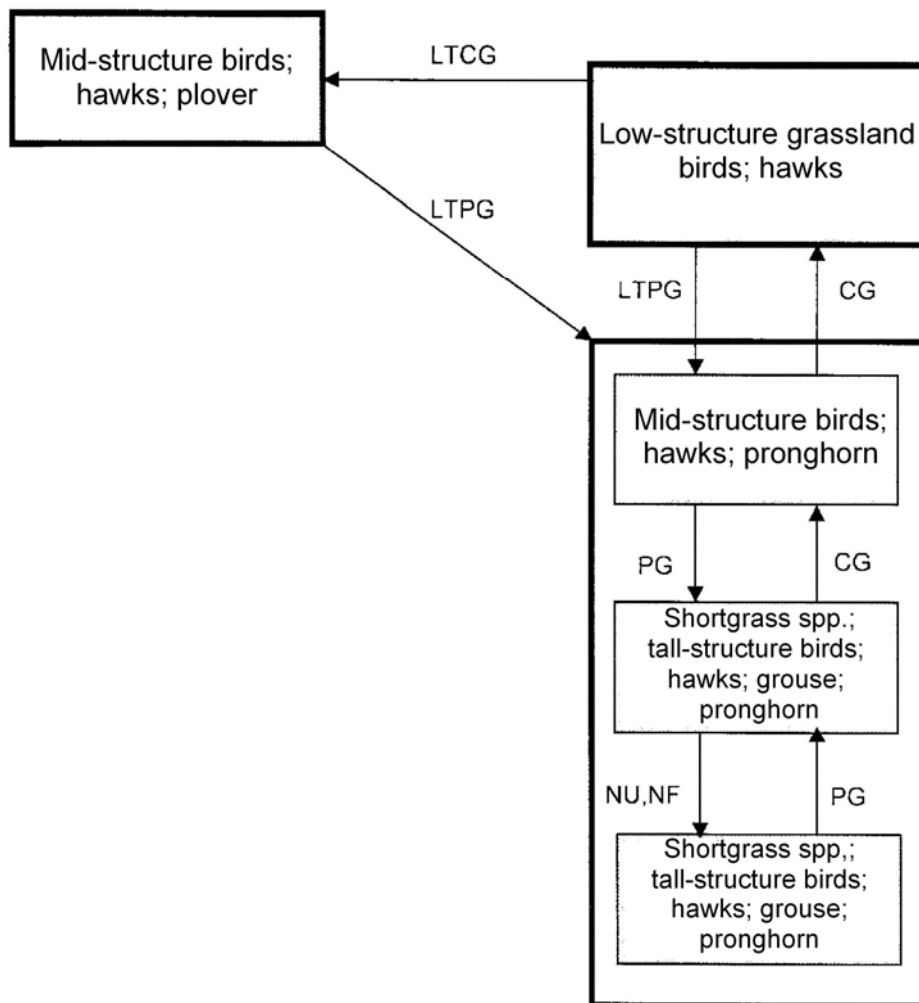 Mid-structure birds;
hawks; plover
LTCG
Low-structure grassland
birds; hawks
LTPG
LTPG
CG
Mid-structure birds;
hawks; pronghorn
PG
CG
Shortgrass spp.;
tall-structure birds;
hawks; grouse;
pronghorn
NU,NF
PG
Shortgrass spp,;
tall-structure birds;
hawks; grouse;
pronghorn